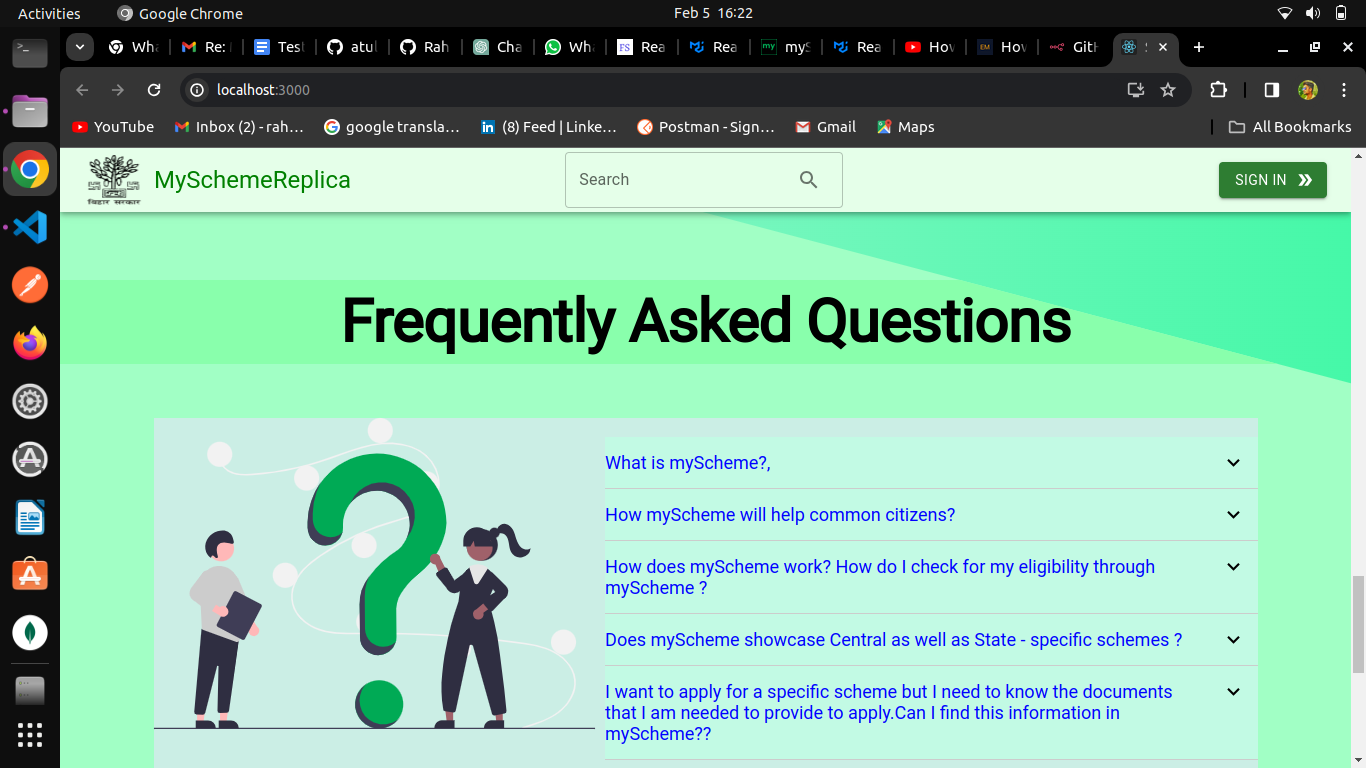 Activities
Google Chrome
Feb 5 16:22
Wha
Re:
Test
atul
Rah
Cha
Wha
FS
Rea
Rea
my
myS
Rea
How
EM
How
GitH
localhost:3000
YouTube
Inbox (2) - rah…
google transla…
in
(8) Feed | Linke…
Postman - Sign…
Gmail
Maps
All Bookmarks
बिहार सरकार
MySchemeReplica
Search
SIGN IN
Frequently Asked Questions
What is myScheme?,
How myScheme will help common citizens?
How does myScheme work? How do I check for my eligibility through
myScheme ?
Does myScheme showcase Central as well as State - specific schemes ?
I want to apply for a specific scheme but I need to know the documents
that I am needed to provide to apply.Can I find this information in
myScheme??